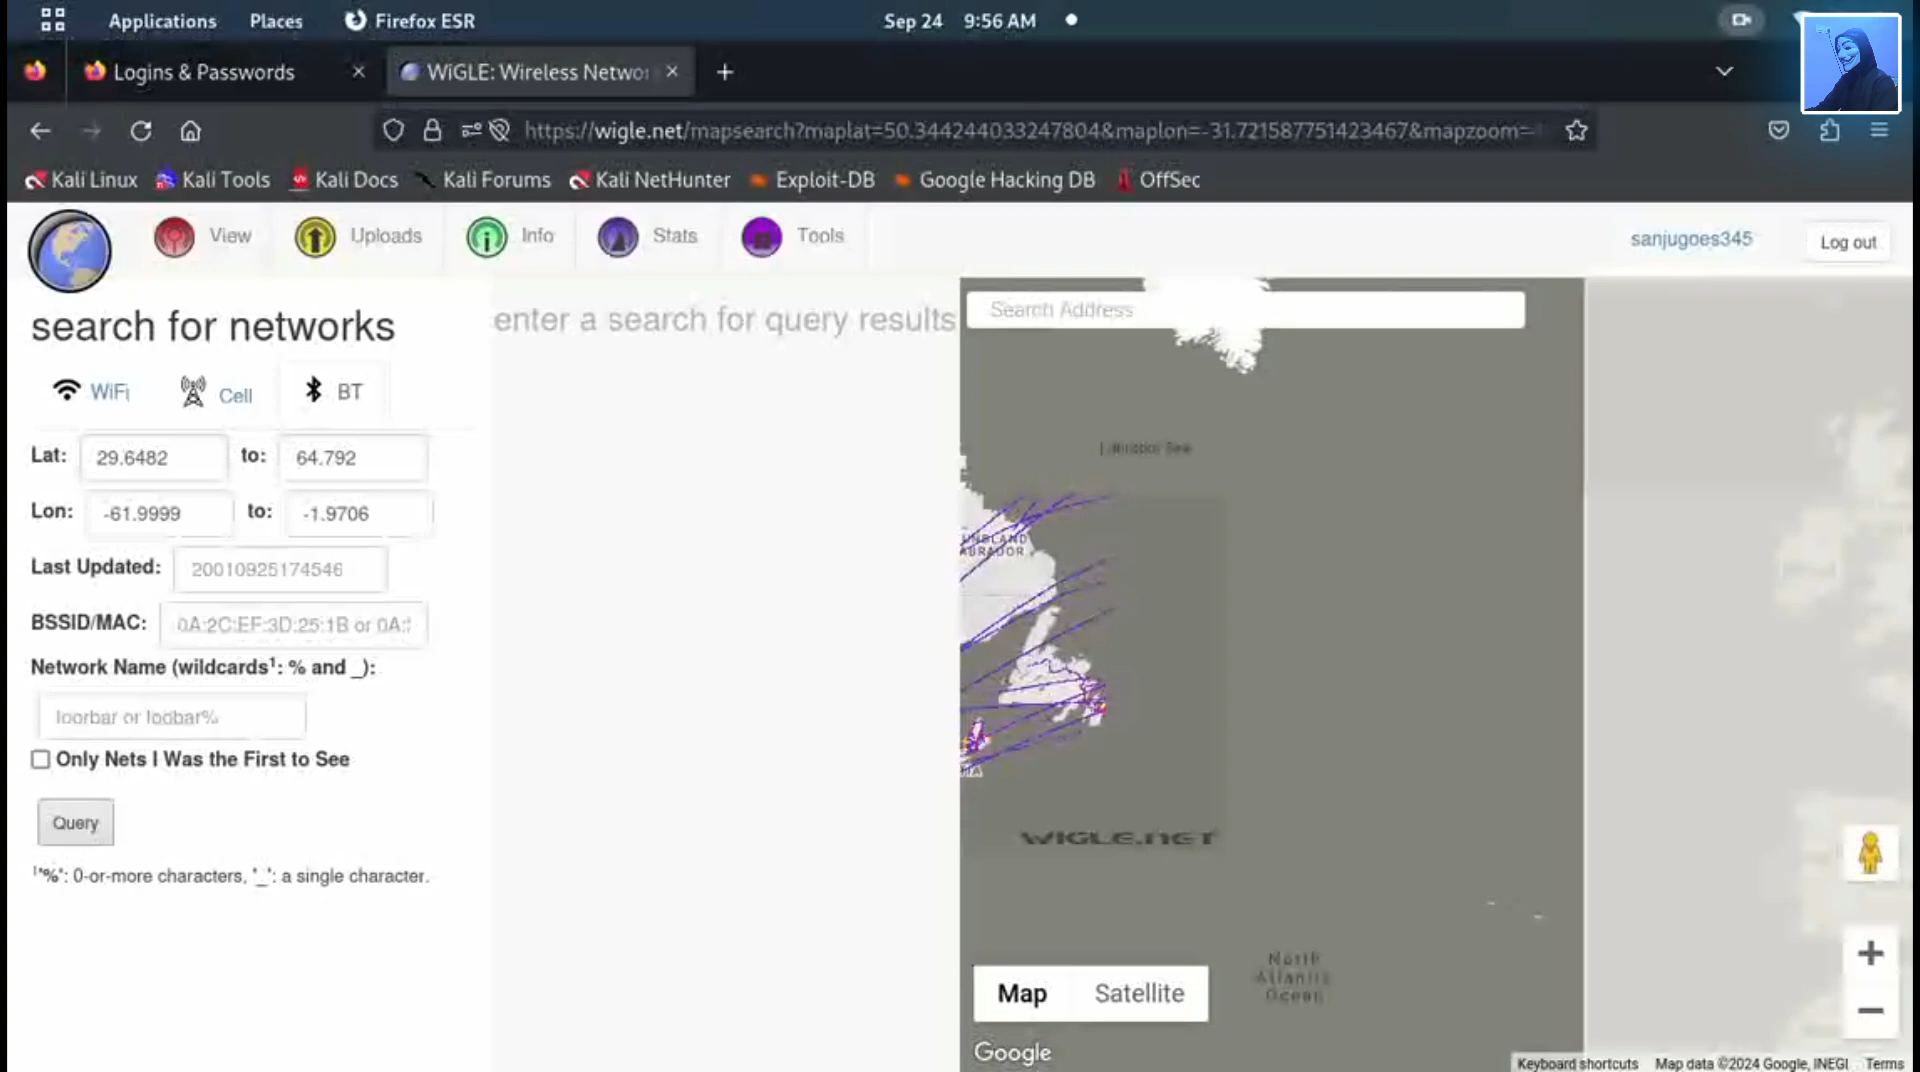 Applications Places Firefox ESR Sep 24 9:56 AM
Logins & Passwords WiGLE: Wireless Networ
https://wigle.net/mapsearch?maplat=50.344244033247804&maplon=-31.721587751423467&mapzoom=
Kali Linux Kali Tools Kali Docs Kali Forums Kali NetHunter Exploit-DB Google Hacking DB OffSec
View Uploads Info Stats Tools sanjugoes345 Log out
search for networks
enter a search for query results
Search Address
WiFi Cell BT
Lat: 29.6482 to: 64.792
Lon: -61.9999 to: -1.9706
Last Updated: 20010925174546
BSSID/MAC: 0A:2C:EF:3D:25:1B or 0A:
Network Name (wildcards¹: % and _):
foorbar or foobar%
Only Nets I Was the First to See
Query
¹"%": 0-or-more characters, "_": a single character.
Labrador Sea
ABRADOR
WIGLE.NET
North
Atlantic
Ocean
Map Satellite
Google
Keyboard shortcuts Map data ©2024 Google, INEGI Terms